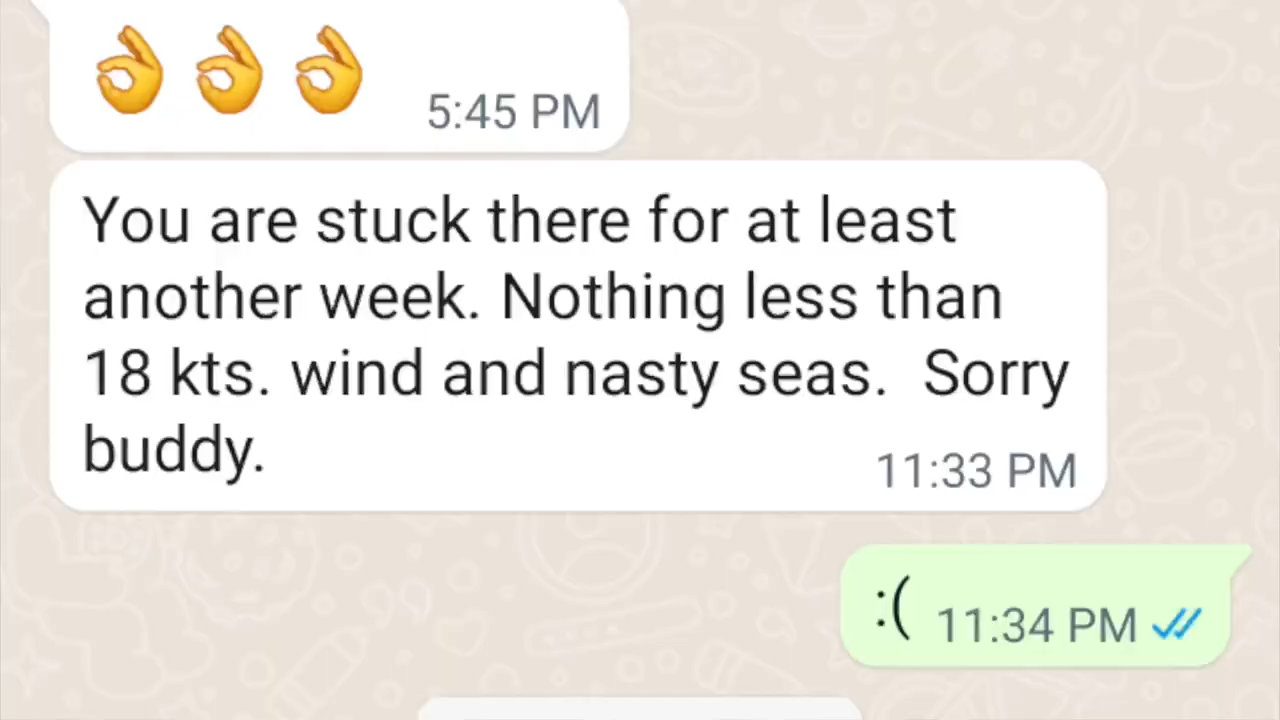 👌👌👌 5:45 PM
You are stuck there for at least
another week. Nothing less than
18 kts. wind and nasty seas.  Sorry
buddy.
11:33 PM
:( 11:34 PM